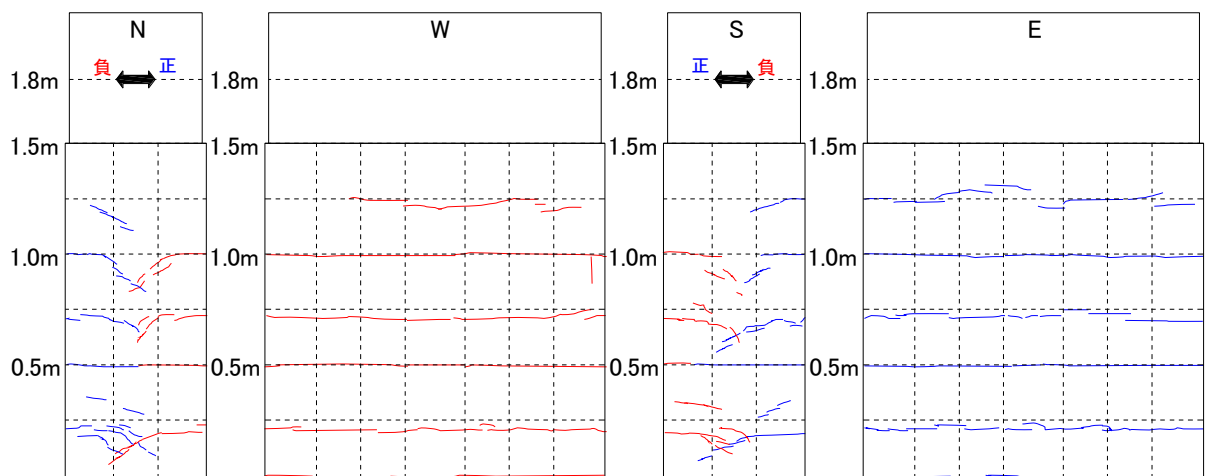 N W S E
負 正 正 負
1.8m 1.8m 1.8m 1.8m
1.5m 1.5m 1.5m 1.5m
1.0m 1.0m 1.0m 1.0m
0.5m 0.5m 0.5m 0.5m